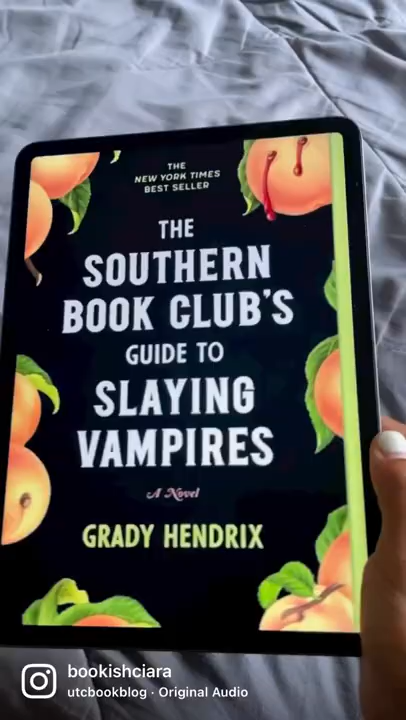 THE
NEW YORK TIMES
BEST SELLER
THE
SOUTHERN
BOOK CLUB'S
GUIDE TO
SLAYING
VAMPIRES
A Novel
GRADY HENDRIX
bookishciara
utcbookblog · Original Audio